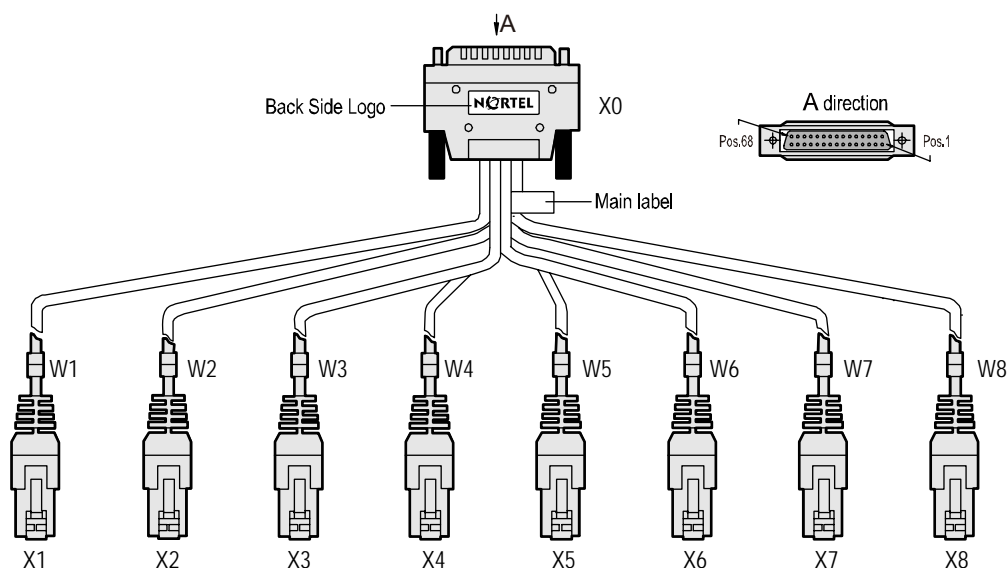 A
Back Side Logo
NORTEL
X0
A direction
Pos.68
Pos.1
Main label
W1 W2 W3 W4 W5 W6 W7 W8
X1 X2 X3 X4 X5 X6 X7 X8